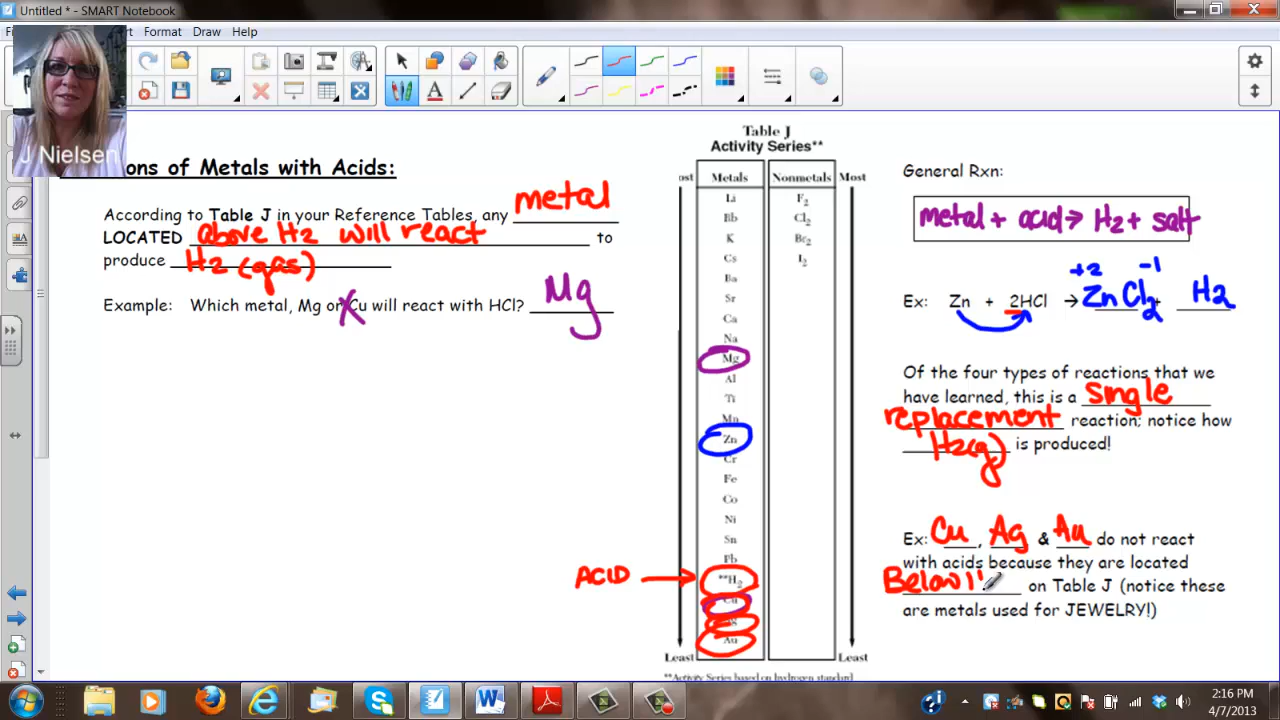 Untitled * - SMART Notebook
Format Draw Help
J Nielsen
ons of Metals with Acids:
According to Table J in your Reference Tables, any metal
LOCATED above H2 will react to
produce H2 (gas)
Example: Which metal, Mg or Cu will react with HCl? Mg
Table J
Activity Series**
ost Metals Nonmetals Most
Li F2
Rb Cl2
K Br2
Cs I2
Ba
Sr
Ca
Na
Mg
Al
Ti
Mn
Zn
Cr
Fe
Co
Ni
Sn
Pb
ACID **H2
Cu
Ag
Au
Least Least
**Activity Series based on hydrogen standard
General Rxn:
metal + acid → H2 + salt
+2 -1
Ex: Zn + 2HCl → ZnCl2 + H2
Of the four types of reactions that we
have learned, this is a single
replacement reaction; notice how
H2(g) is produced!
Ex: Cu, Ag & Au do not react
with acids because they are located
Below on Table J (notice these
are metals used for JEWELRY!)
2:16 PM
4/7/2013